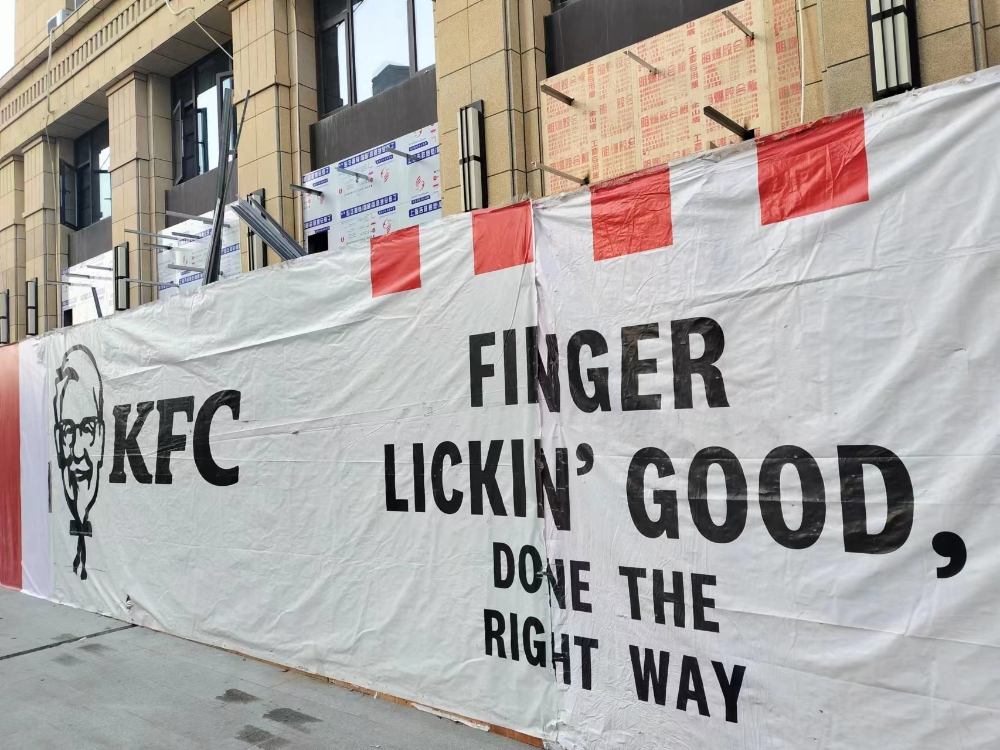 KFC
FINGER
LICKIN’ GOOD,
DONE THE
RIGHT WAY